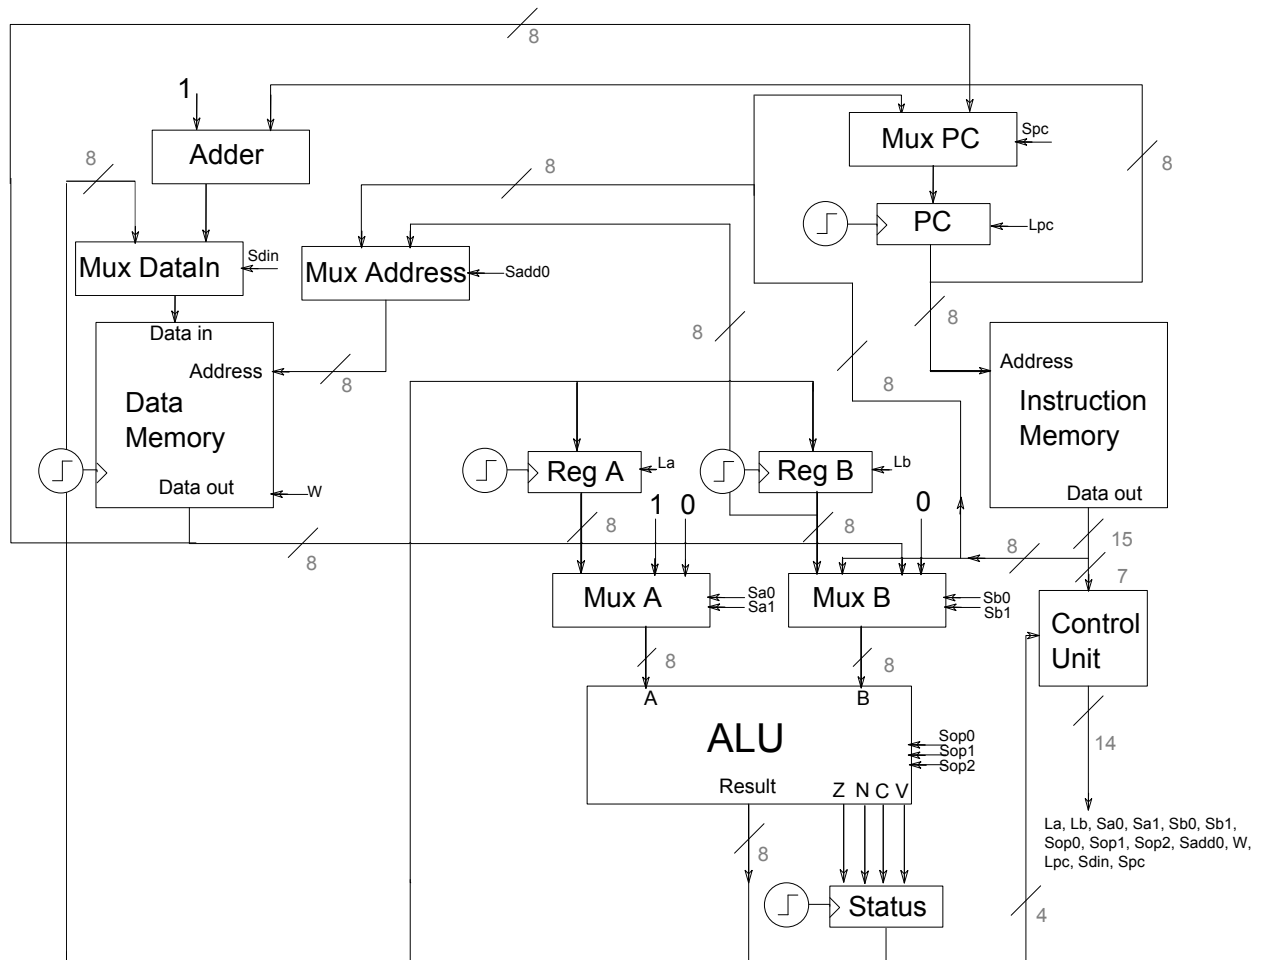 8
1
Adder
8
8
Mux PC
Spc
8
PC
Lpc
Mux DataIn
Sdin
Mux Address
Sadd0
8
8
Data in
Address
8
Data
Memory
Data out
W
8
Address
Instruction
Memory
Data out
8
Reg A
La
Reg B
Lb
1 0
0
8
8
8
8
15
7
Mux A
Sa0
Sa1
Mux B
Sb0
Sb1
Control
Unit
8
8
A
B
ALU
Sop0
Sop1
Sop2
14
Result
Z N C V
8
La, Lb, Sa0, Sa1, Sb0, Sb1,
Sop0, Sop1, Sop2, Sadd0, W,
Lpc, Sdin, Spc
Status
4